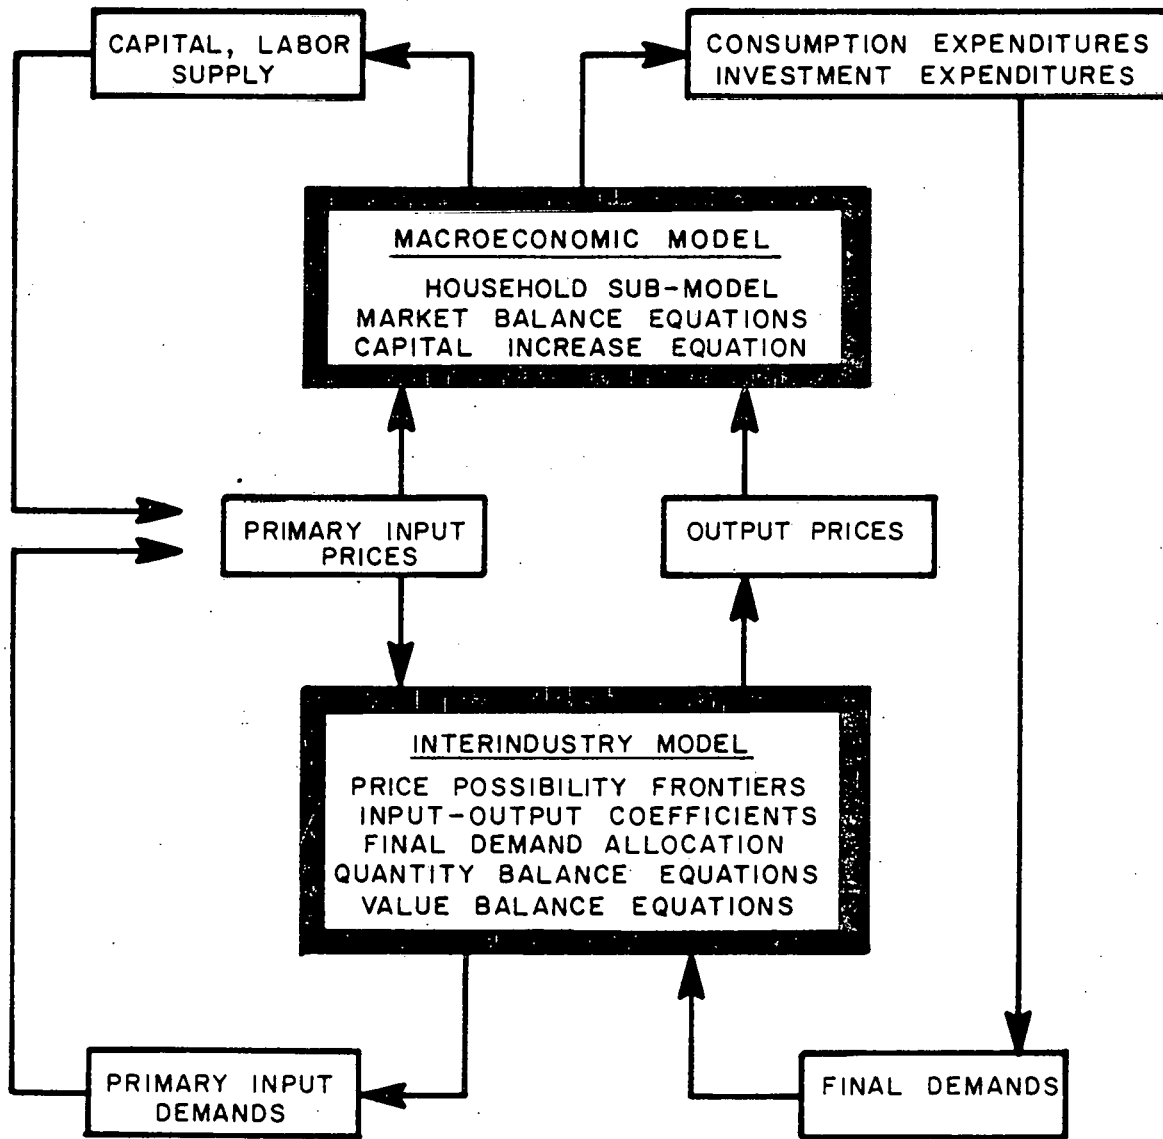 CAPITAL, LABOR
SUPPLY
CONSUMPTION EXPENDITURES
INVESTMENT EXPENDITURES
MACROECONOMIC MODEL
HOUSEHOLD SUB-MODEL
MARKET BALANCE EQUATIONS
CAPITAL INCREASE EQUATION
PRIMARY INPUT
PRICES
OUTPUT PRICES
INTERINDUSTRY MODEL
PRICE POSSIBILITY FRONTIERS
INPUT-OUTPUT COEFFICIENTS
FINAL DEMAND ALLOCATION
QUANTITY BALANCE EQUATIONS
VALUE BALANCE EQUATIONS
PRIMARY INPUT
DEMANDS
FINAL DEMANDS